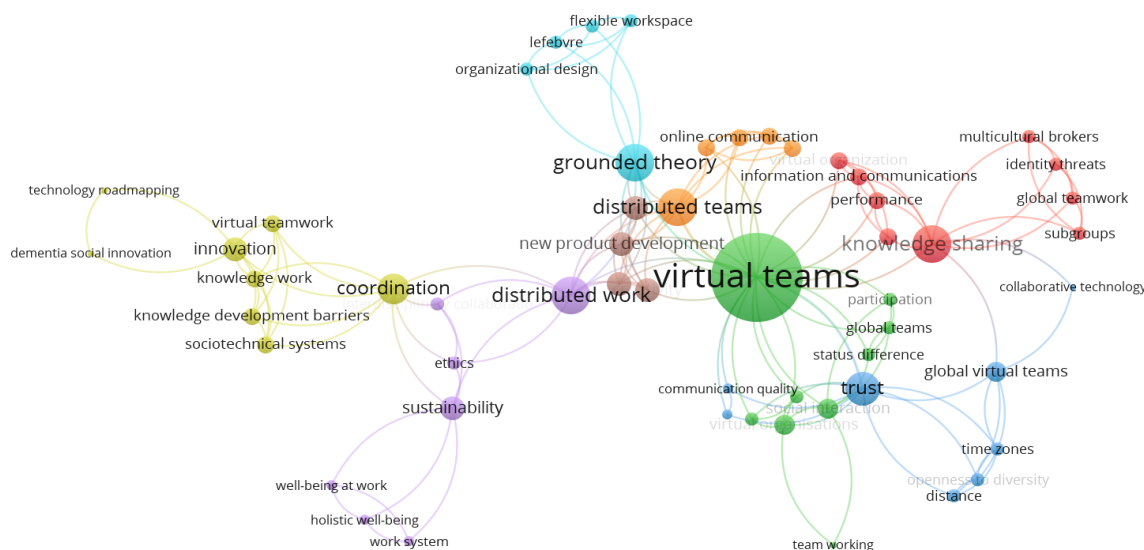 flexible workspace
lefebvre
organizational design
online communication
multicultural brokers
grounded theory
virtual organization
identity threats
information and communications
technology roadmapping
performance
global teamwork
distributed teams
virtual teamwork
subgroups
new product development
knowledge sharing
innovation
dementia social innovation
virtual teams
knowledge work
coordination
distributed work
collaborative technology
participation
knowledge development barriers
global teams
sociotechnical systems
status difference
ethics
global virtual teams
communication quality
trust
sustainability
social interaction
virtual organisations
time zones
openness to diversity
well-being at work
distance
holistic well-being
work system
team working